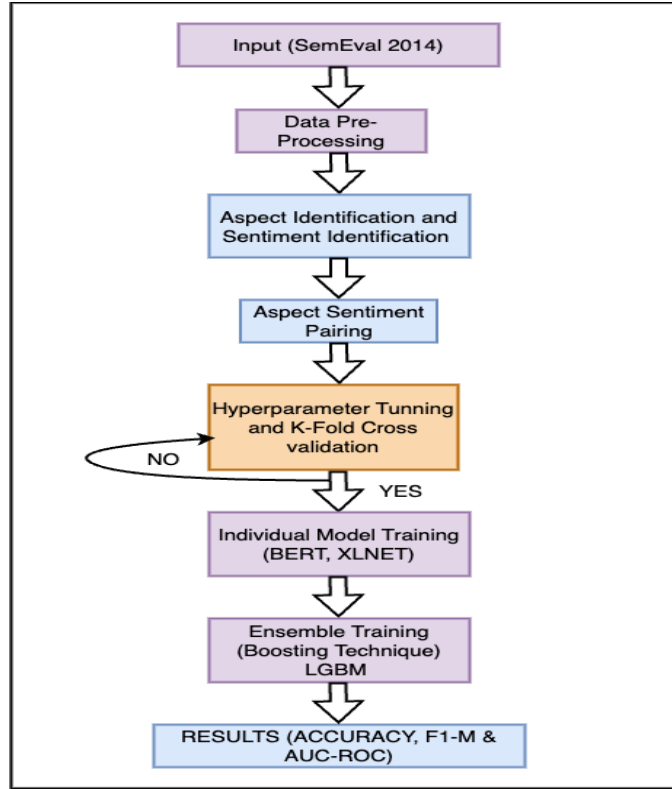 Input (SemEval 2014)
Data Pre-
Processing
Aspect Identification and
Sentiment Identification
Aspect Sentiment
Pairing
Hyperparameter Tunning
and K-Fold Cross
validation
NO
YES
Individual Model Training
(BERT, XLNET)
Ensemble Training
(Boosting Technique)
LGBM
RESULTS (ACCURACY, F1-M &
AUC-ROC)